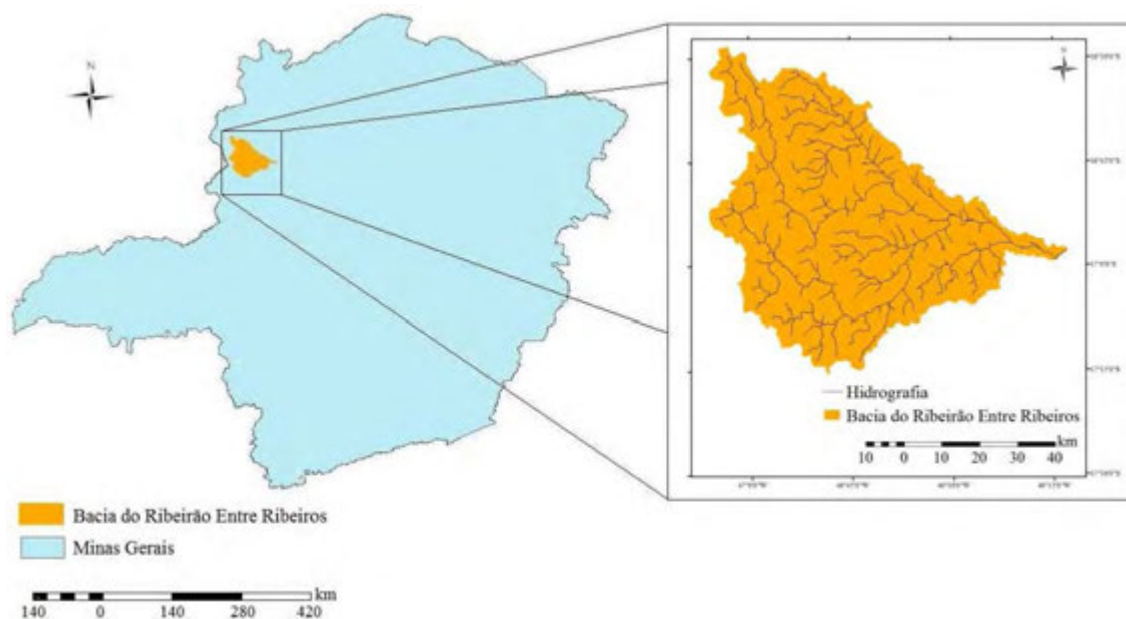 N
N
Hidrografia
Bacia do Ribeirão Entre Ribeiros
km
10 0 10 20 30 40
Bacia do Ribeirão Entre Ribeiros
Minas Gerais
km
140 0 140 280 420